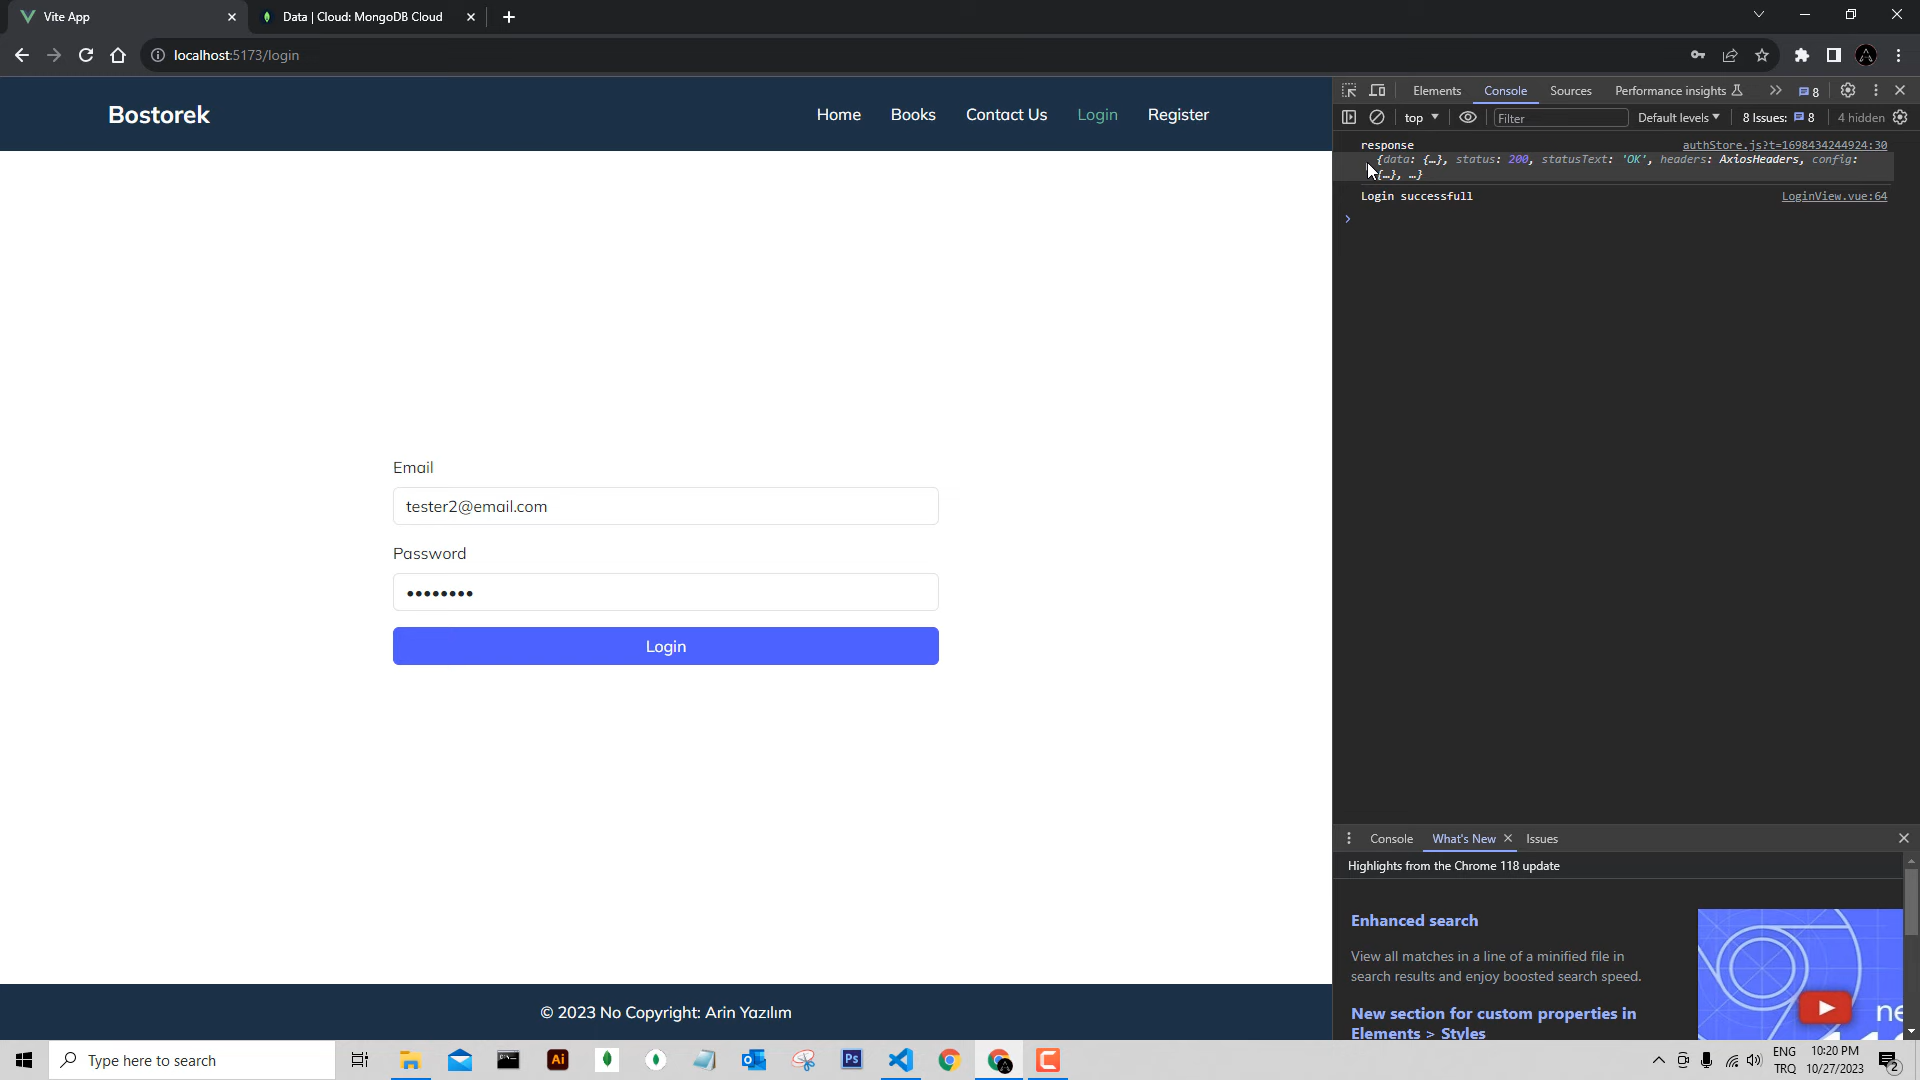 Vite App
Data | Cloud: MongoDB Cloud
localhost:5173/login
Bostorek
Home
Books
Contact Us
Login
Register
Email
tester2@email.com
Password
••••••••
Login
© 2023 No Copyright: Arin Yazılım
Elements
Console
Sources
Performance insights
8
top
Filter
Default levels
8 Issues:
8
4 hidden
response
authStore.js?t=1698434244924:30
{data: {…}, status: 200, statusText: 'OK', headers: AxiosHeaders, config:
{…}, …}
Login successfull
LoginView.vue:64
Console
What's New
Issues
Highlights from the Chrome 118 update
Enhanced search
View all matches in a line of a minified file in
search results and enjoy boosted search speed.
New section for custom properties in
Elements > Styles
Type here to search
Ai
Ps
ENG
TRQ
10:20 PM
10/27/2023
2